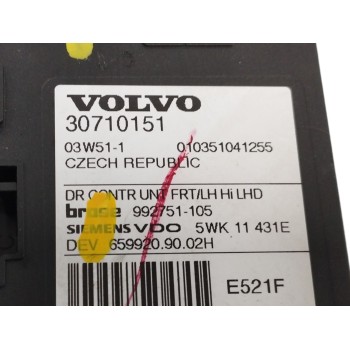 VOLVO
30710151
03W51-1 010351041255
CZECH REPUBLIC
DR CONTR UNT FRT/LH Hi LHD
brose 992751-105
SIEMENS VDO 5WK 11 431E
DEV 659920.90.02H
E521F